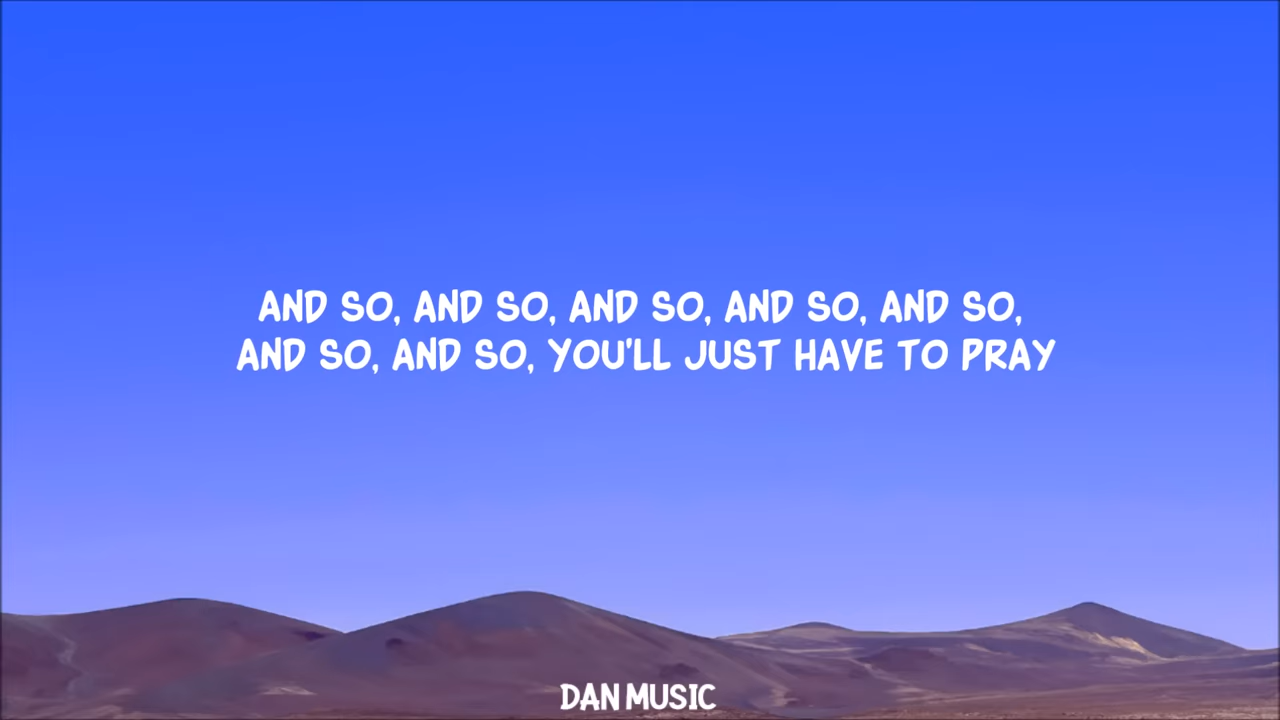 AND SO, AND SO, AND SO, AND SO, AND SO,
AND SO, AND SO, YOU'LL JUST HAVE TO PRAY
DAN MUSIC